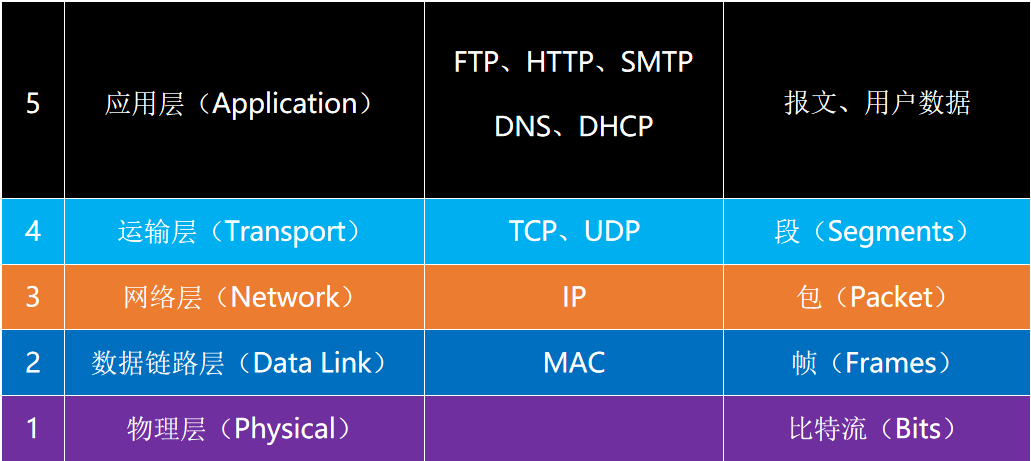 5 应用层（Application） FTP、HTTP、SMTP 报文、用户数据
DNS、DHCP
4 运输层（Transport） TCP、UDP 段（Segments）
3 网络层（Network） IP 包（Packet）
2 数据链路层（Data Link） MAC 帧（Frames）
1 物理层（Physical） 比特流（Bits）